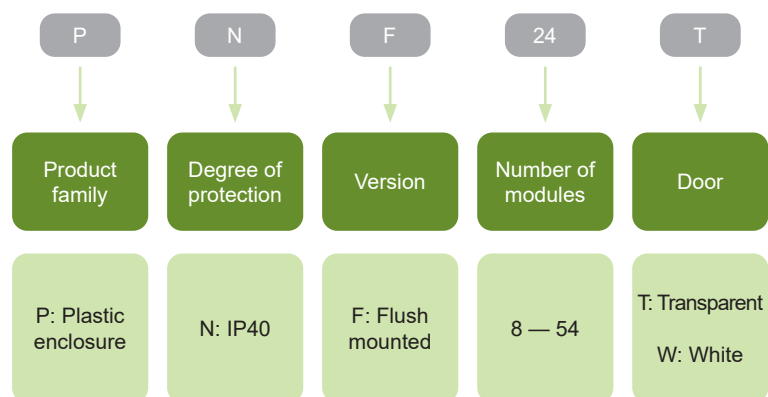 P N F 24 T
Product family
Degree of protection
Version
Number of modules
Door
P: Plastic enclosure
N: IP40
F: Flush mounted
8 — 54
T: Transparent
W: White